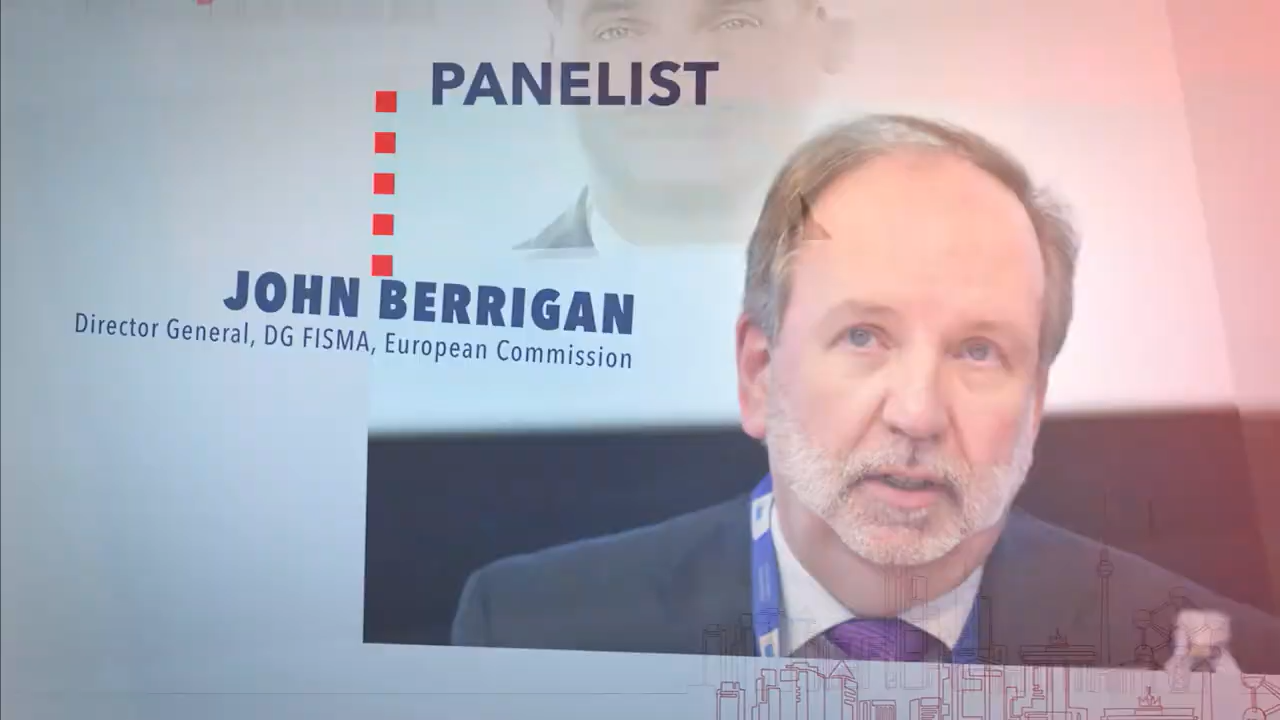 PANELIST
JOHN BERRIGAN
Director General, DG FISMA, European Commission